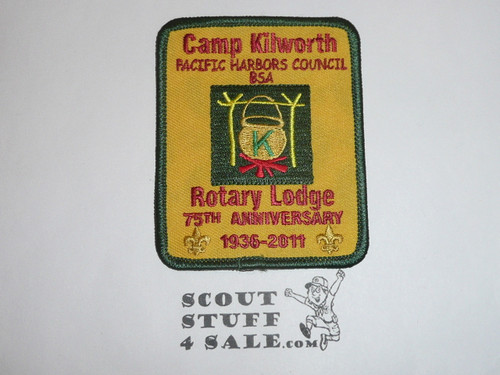 Camp Kilworth
PACIFIC HARBORS COUNCIL
BSA
K
Rotary Lodge
75TH ANNIVERSARY
1936-2011
SCOUT
STUFF
4 SALE.COM